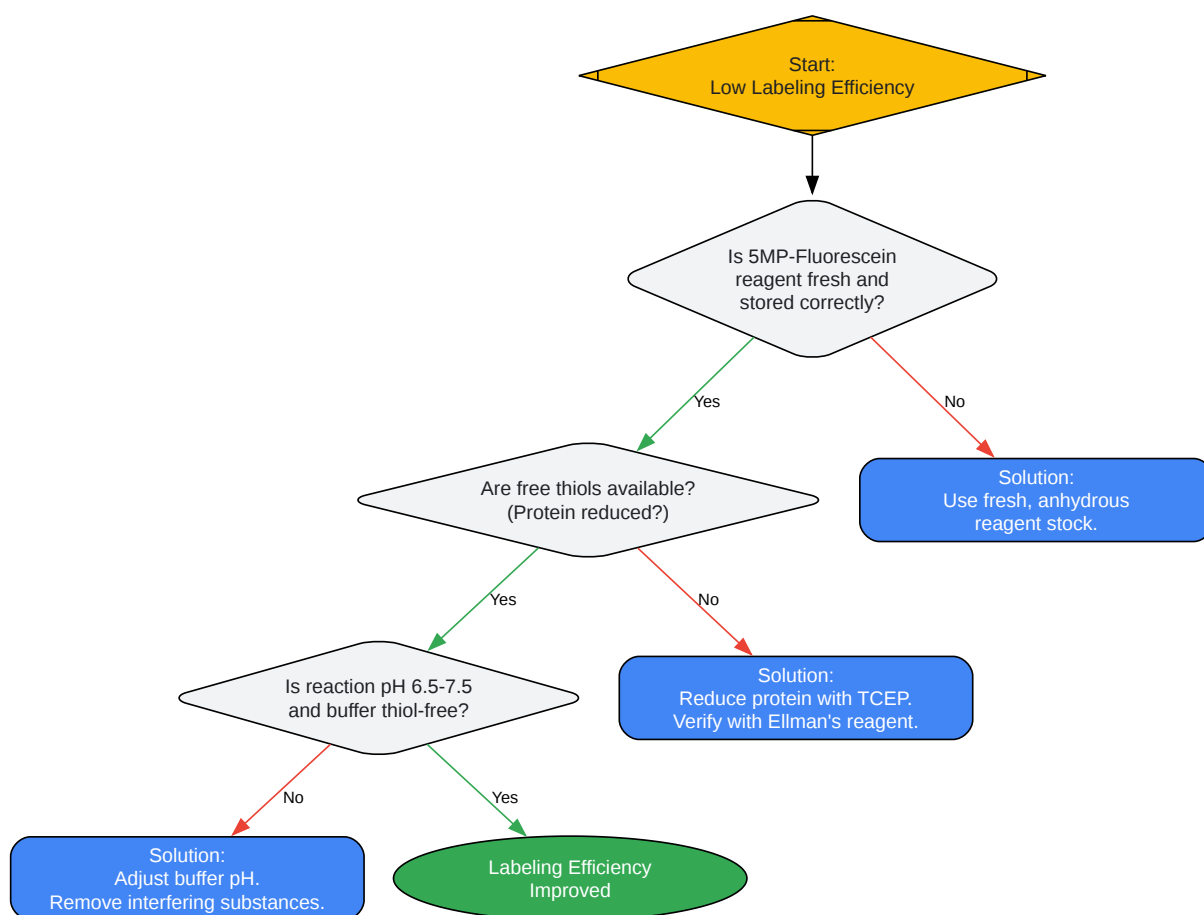 Start:
Low Labeling Efficiency
Is 5MP-Fluorescein
reagent fresh and
stored correctly?
Yes
No
Are free thiols available?
(Protein reduced?)
Solution:
Use fresh, anhydrous
reagent stock.
Yes
No
Is reaction pH 6.5-7.5
and buffer thiol-free?
Solution:
Reduce protein with TCEP.
Verify with Ellman's reagent.
No
Yes
Solution:
Adjust buffer pH.
Remove interfering substances.
Labeling Efficiency
Improved